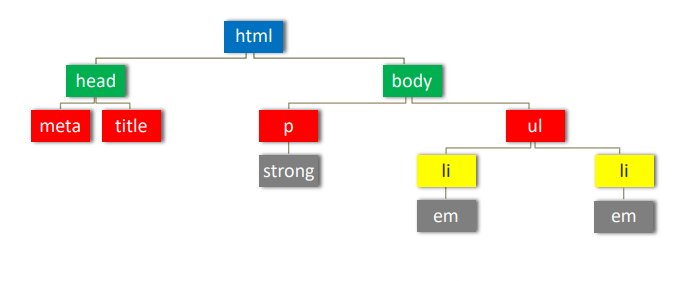 html
head body
meta title p ul
strong li li
em em